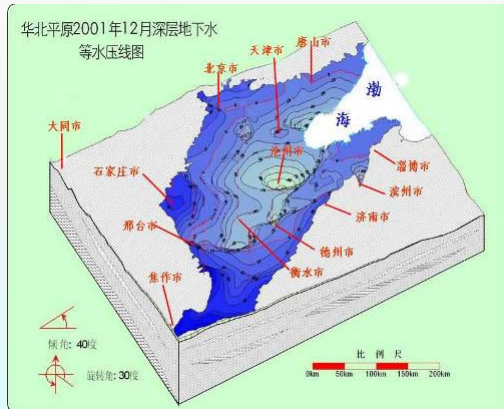 华北平原2001年12月深层地下水
等水压线图
唐山市
天津市
北京市
渤
海
大同市
沧州市
石家庄市
淄博市
滨州市
济南市
邢台市
德州市
衡水市
焦作市
倾角: 40度
旋转角: 30度
比 例 尺
0km 50km 100km 150km 200km